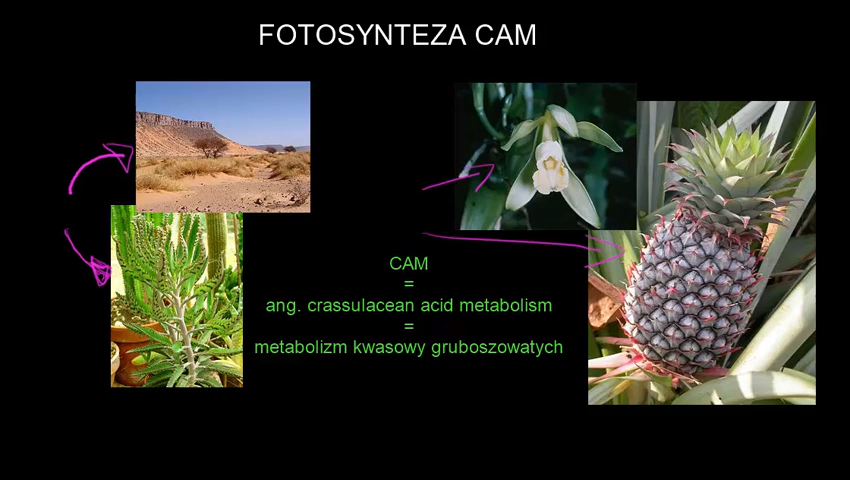 FOTOSYNTEZA CAM
CAM
=
ang. crassulacean acid metabolism
=
metabolizm kwasowy gruboszowatych